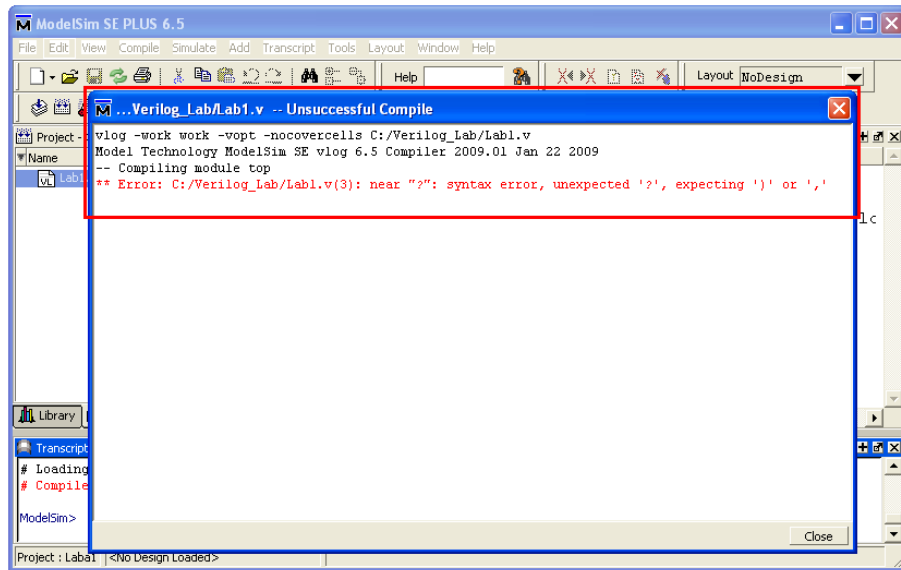 ModelSim SE PLUS 6.5
File Edit View Compile Simulate Add Transcript Tools Layout Window Help
Help
Layout NoDesign
...Verilog_Lab/Lab1.v -- Unsuccessful Compile
Project -
Name
Lab1
vlog -work work -vopt -nocovercells C:/Verilog_Lab/Lab1.v
Model Technology ModelSim SE vlog 6.5 Compiler 2009.01 Jan 22 2009
-- Compiling module top
** Error: C:/Verilog_Lab/Lab1.v(3): near "?": syntax error, unexpected '?', expecting ')' or ','
lc
Library
Transcript
# Loading
# Compile
ModelSim>
Close
Project : Laba1 <No Design Loaded>